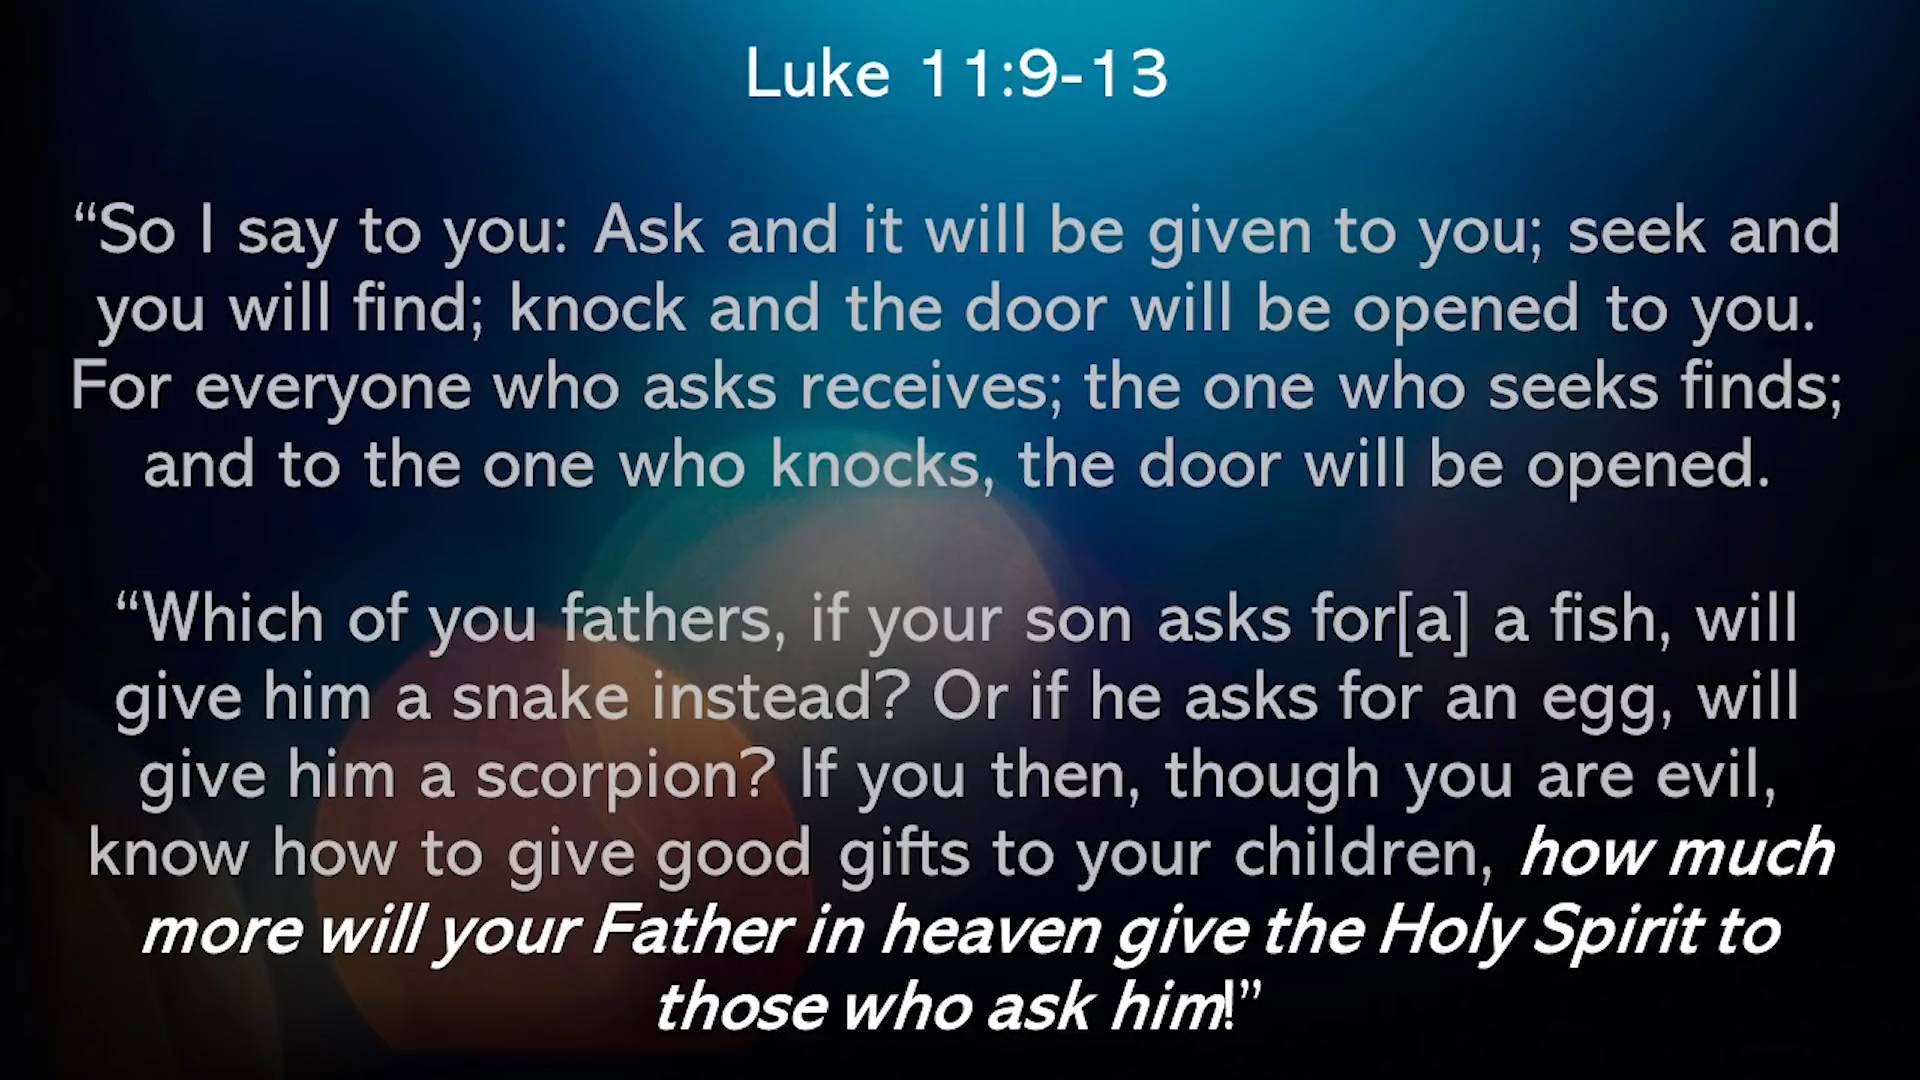 Luke 11:9-13
“So I say to you: Ask and it will be given to you; seek and
you will find; knock and the door will be opened to you.
For everyone who asks receives; the one who seeks finds;
and to the one who knocks, the door will be opened.
“Which of you fathers, if your son asks for[a] a fish, will
give him a snake instead? Or if he asks for an egg, will
give him a scorpion? If you then, though you are evil,
know how to give good gifts to your children, how much
more will your Father in heaven give the Holy Spirit to
those who ask him!”